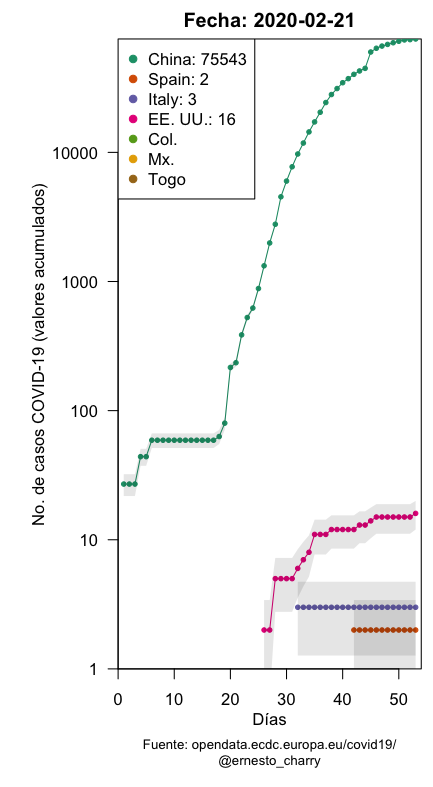 Fecha: 2020-02-21
China: 75543
Spain: 2
Italy: 3
EE. UU.: 16
Col.
Mx.
Togo
No. de casos COVID-19 (valores acumulados)
10000
1000
100
10
1
0 10 20 30 40 50
Días
Fuente: opendata.ecdc.europa.eu/covid19/
@ernesto_charry